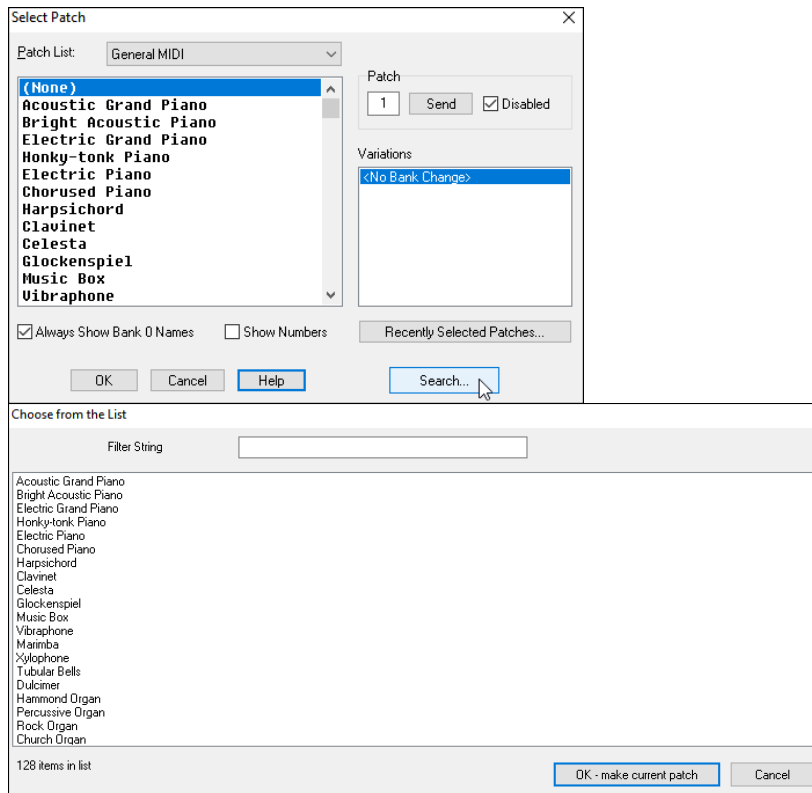 Select Patch
Patch List: General MIDI
(None)
Acoustic Grand Piano
Bright Acoustic Piano
Electric Grand Piano
Honky-tonk Piano
Electric Piano
Chorused Piano
Harpsichord
Clavinet
Celesta
Glockenspiel
Music Box
Vibraphone
Patch
1 Send Disabled
Variations
<No Bank Change>
Always Show Bank 0 Names Show Numbers Recently Selected Patches...
OK Cancel Help Search...
Choose from the List
Filter String
Acoustic Grand Piano
Bright Acoustic Piano
Electric Grand Piano
Honky-tonk Piano
Electric Piano
Chorused Piano
Harpsichord
Clavinet
Celesta
Glockenspiel
Music Box
Vibraphone
Marimba
Xylophone
Tubular Bells
Dulcimer
Hammond Organ
Percussive Organ
Rock Organ
Church Organ
128 items in list
OK - make current patch Cancel